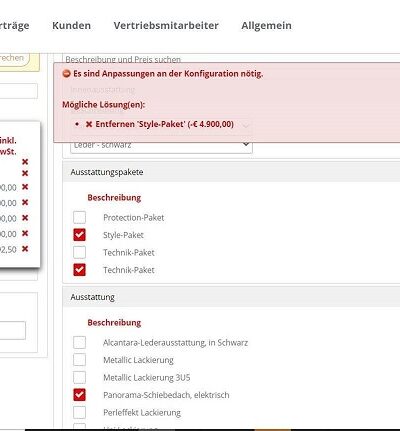 rträge Kunden Vertriebsmitarbeiter Allgemein
rechen
Beschreibung und Preis suchen
Es sind Anpassungen an der Konfiguration nötig.
Innenausstattung
Mögliche Lösung(en):
Entfernen 'Style-Paket' (-€ 4.900,00)
Leder - schwarz
inkl.
wSt.
00,00
00,00
00,00
00,00
92,50
Ausstattungspakete
Beschreibung
Protection-Paket
Style-Paket
Technik-Paket
Technik-Paket
Ausstattung
Beschreibung
Alcantara-Lederausstattung, in Schwarz
Metallic Lackierung
Metallic Lackierung 3U5
Panorama-Schiebedach, elektrisch
Perleffekt Lackierung